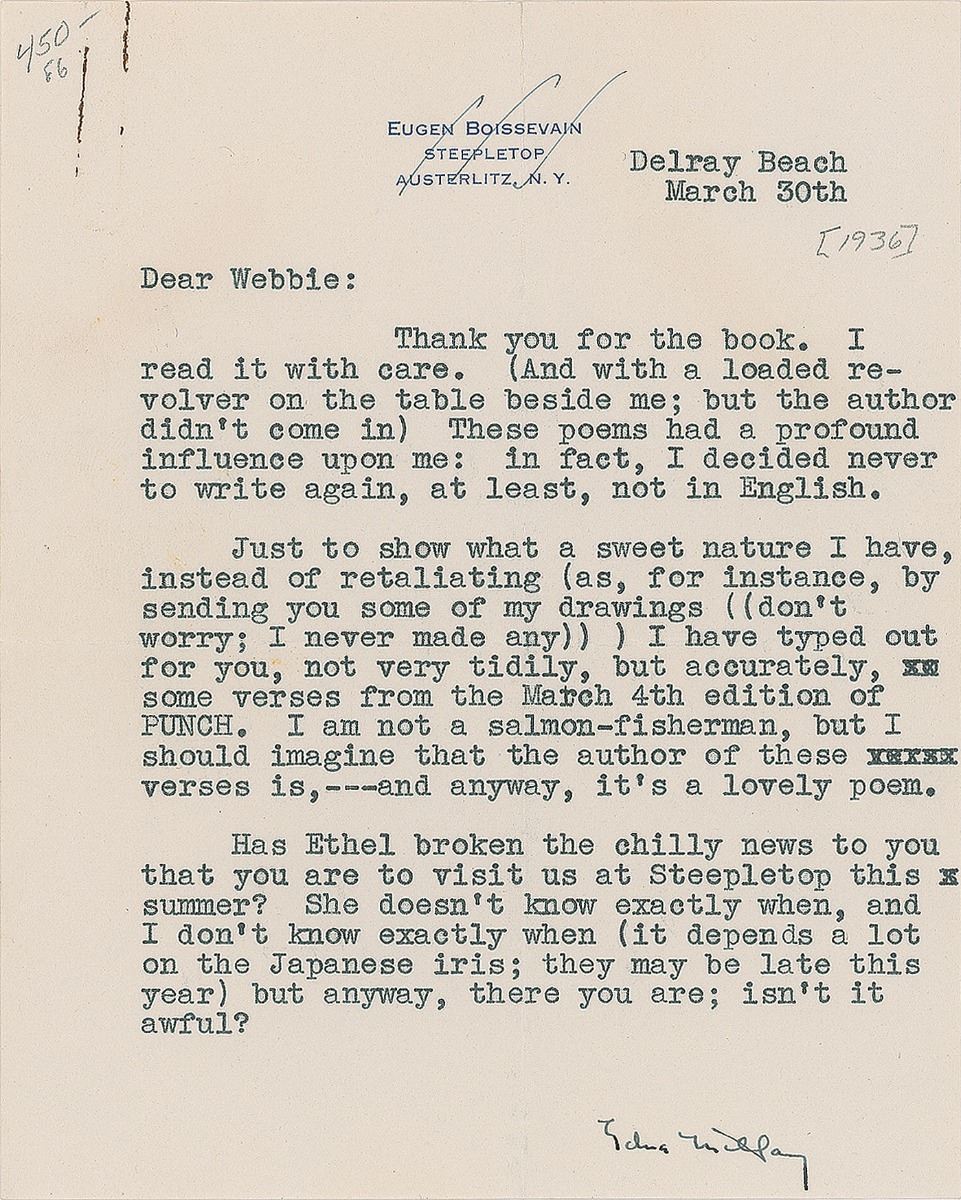 450-
86
EUGEN BOISSEVAIN
STEEPLETOP
AUSTERLITZ, N. Y.
Delray Beach
March 30th
[1936]
Dear Webbie:
Thank you for the book. I
read it with care. (And with a loaded re-
volver on the table beside me; but the author
didn't come in) These poems had a profound
influence upon me: in fact, I decided never
to write again, at least, not in English.
Just to show what a sweet nature I have,
instead of retaliating (as, for instance, by
sending you some of my drawings ((don't
worry; I never made any)) ) I have typed out
for you, not very tidily, but accurately,
some verses from the March 4th edition of
PUNCH. I am not a salmon-fisherman, but I
should imagine that the author of these
verses is,---and anyway, it's a lovely poem.
Has Ethel broken the chilly news to you
that you are to visit us at Steepletop this x
summer? She doesn't know exactly when, and
I don't know exactly when (it depends a lot
on the Japanese iris; they may be late this
year) but anyway, there you are; isn't it
awful?
Edna Millay